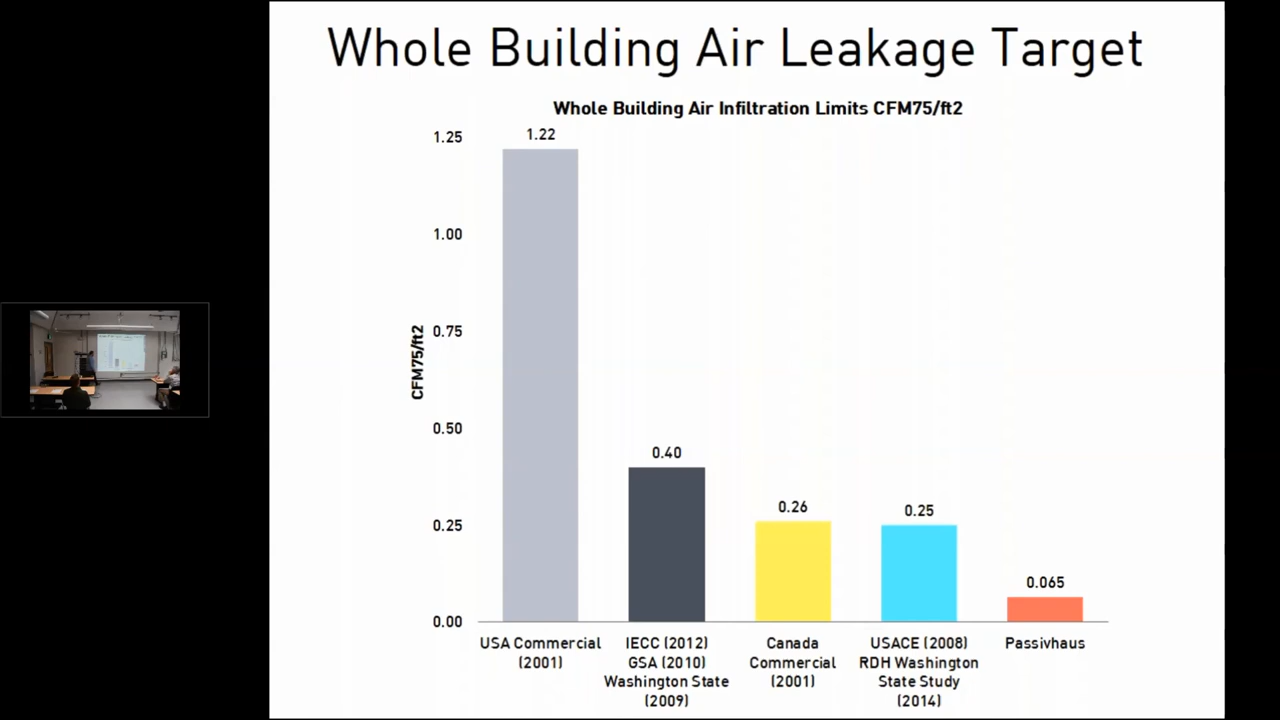 Whole Building Air Leakage Target
Whole Building Air Infiltration Limits CFM75/ft2
1.25
1.00
0.75
0.50
0.25
0.00
CFM75/ft2
1.22
0.40
0.26
0.25
0.065
USA Commercial
(2001)
IECC (2012)
GSA (2010)
Washington State
(2009)
Canada
Commercial
(2001)
USACE (2008)
RDH Washington
State Study
(2014)
Passivhaus